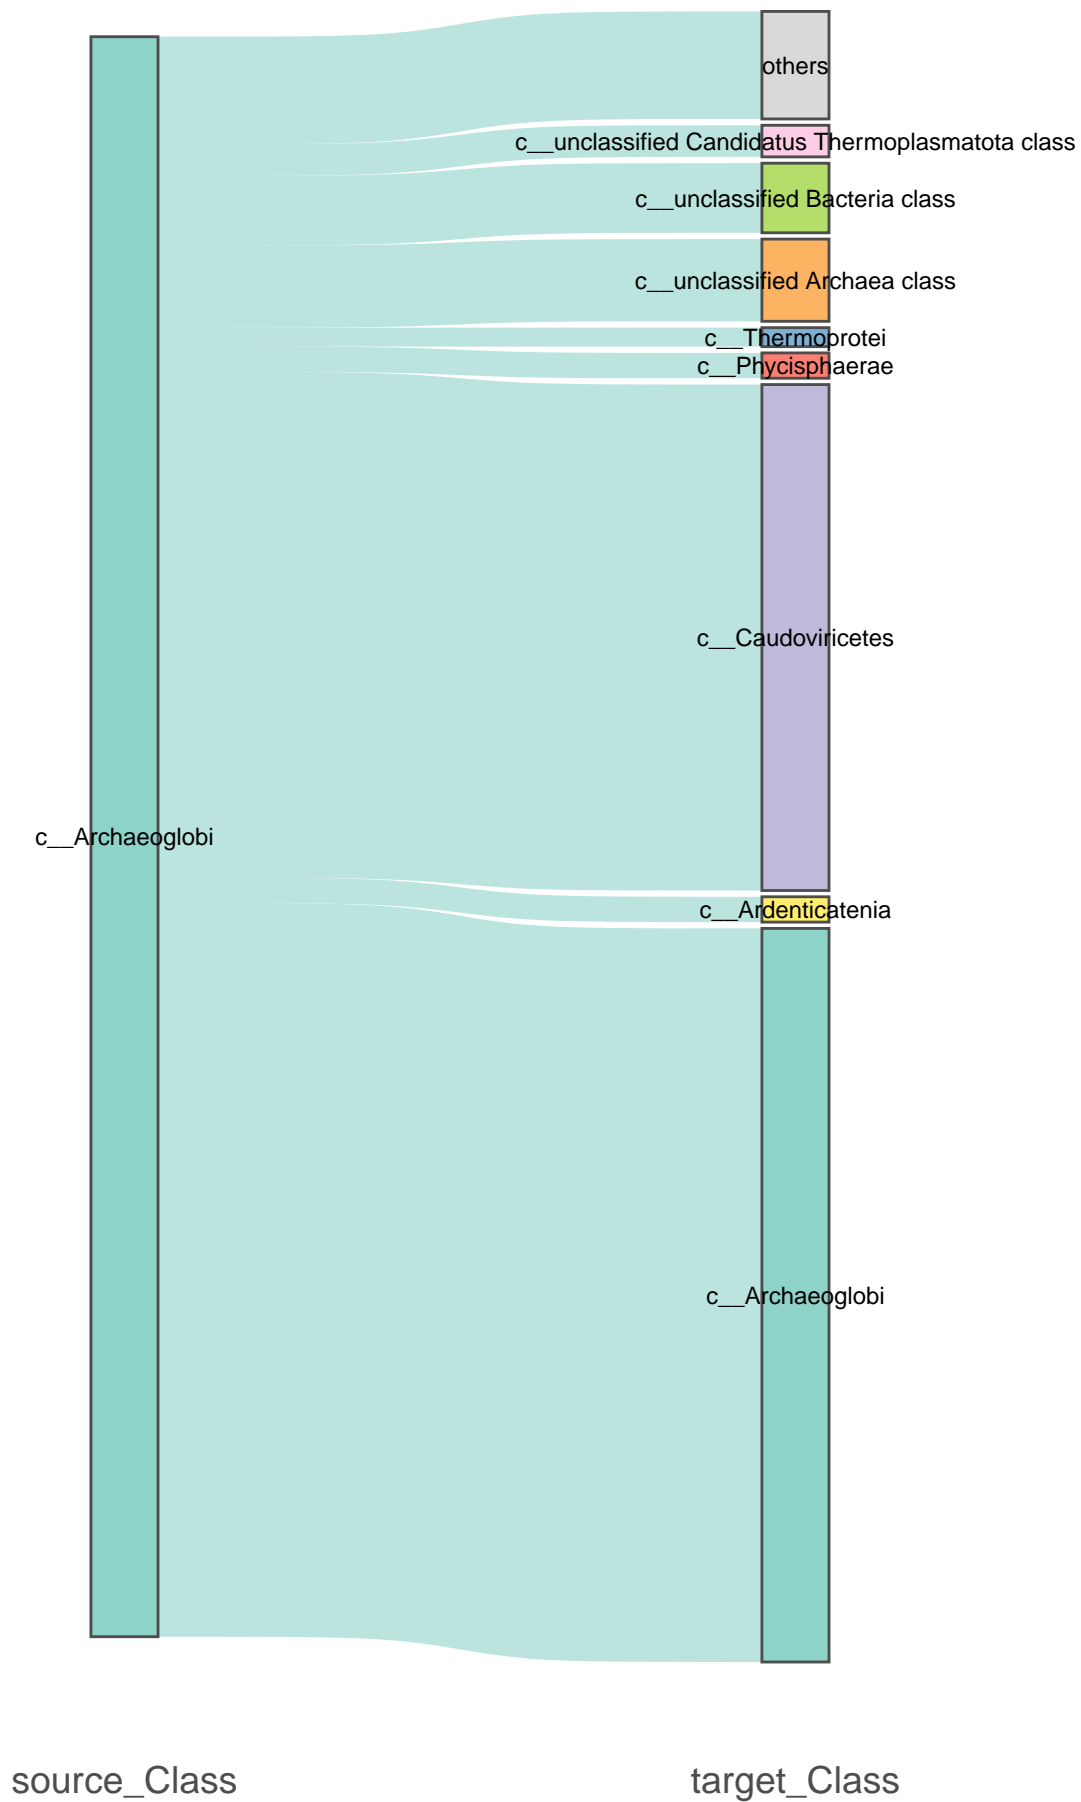 others
c__unclassified Candidatus Thermoplasmatota class
c__unclassified Bacteria class
c__unclassified Archaea class
c__Thermoprotei
c__Phycisphaerae
c__Caudoviricetes
c__Archaeoglobi
c__Ardenticatenia
c__Archaeoglobi
source_Class
target_Class